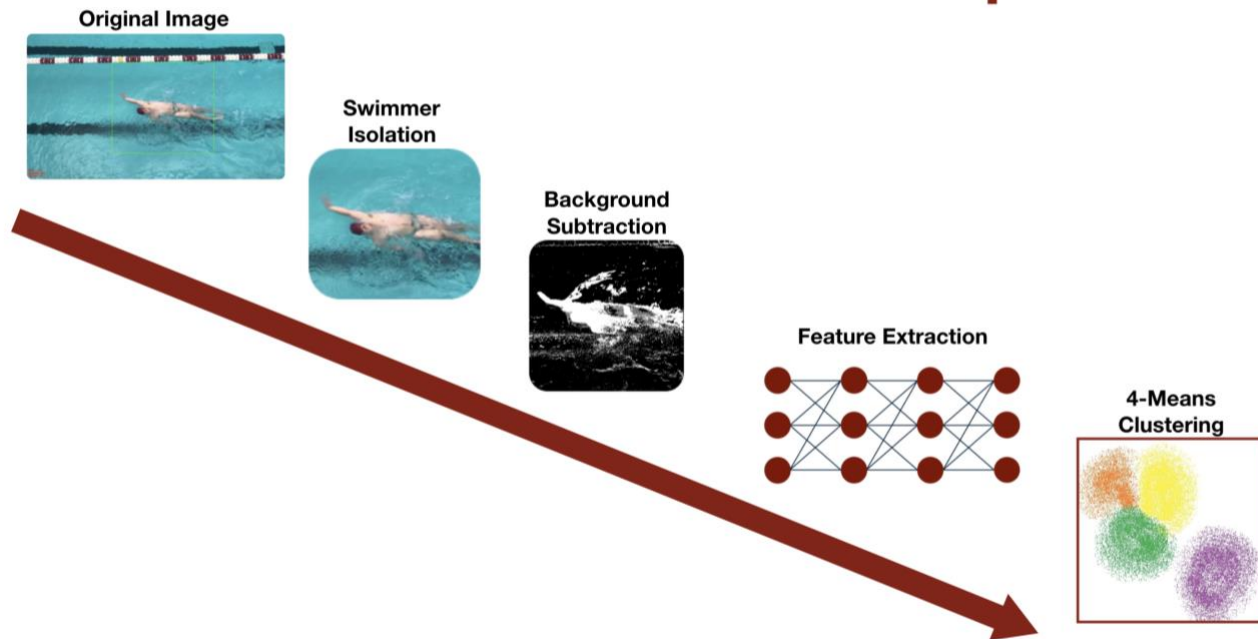 Original Image
Swimmer
Isolation
Background
Subtraction
Feature Extraction
4-Means
Clustering